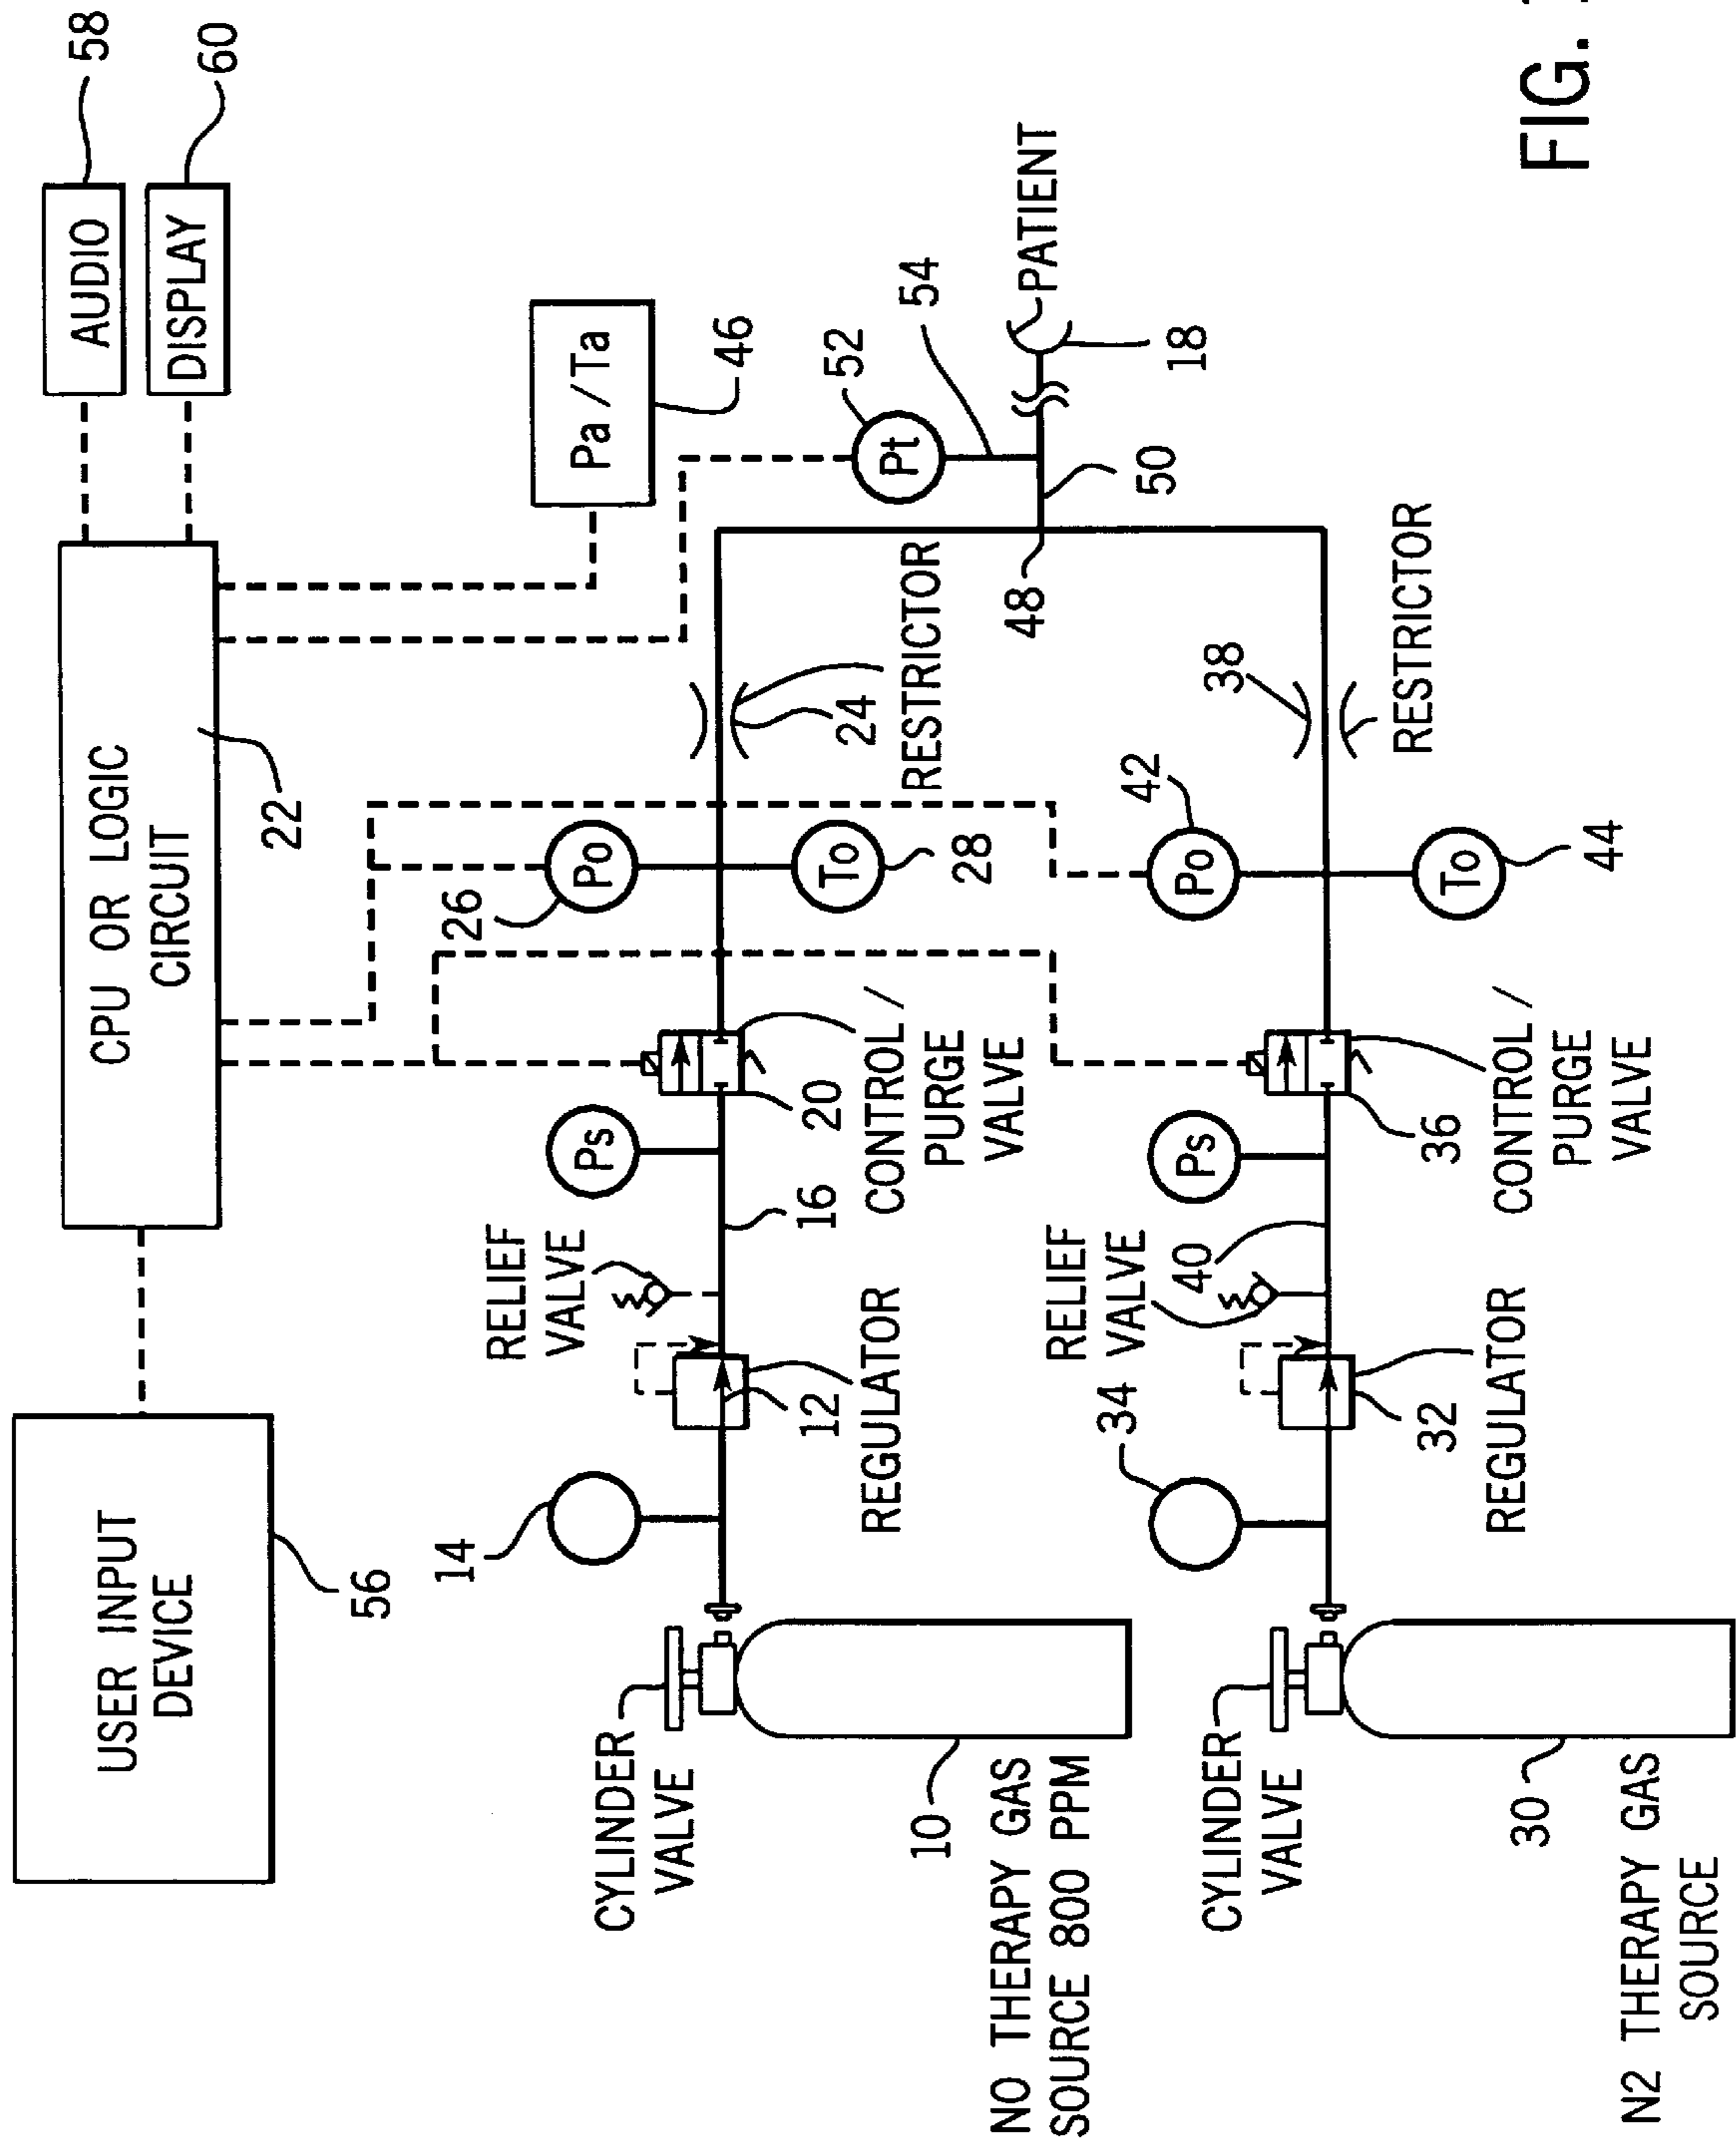 58
AUDIO
60
DISPLAY
CPU OR LOGIC
CIRCUIT
22
USER INPUT
DEVICE
56
Pa/Ta
46
52
Pt
54
PATIENT
18
50
48
RESTRICTOR
24
26
Po
To
28
Ps
20
CONTROL/
PURGE
VALVE
16
RELIEF
VALVE
12
REGULATOR
14
CYLINDER
VALVE
10
NO THERAPY GAS
SOURCE 800 PPM
38
RESTRICTOR
42
Po
To
44
Ps
36
CONTROL/
PURGE
VALVE
40
RELIEF
VALVE
32
REGULATOR
34
CYLINDER
VALVE
30
N2 THERAPY GAS
SOURCE
FIG.